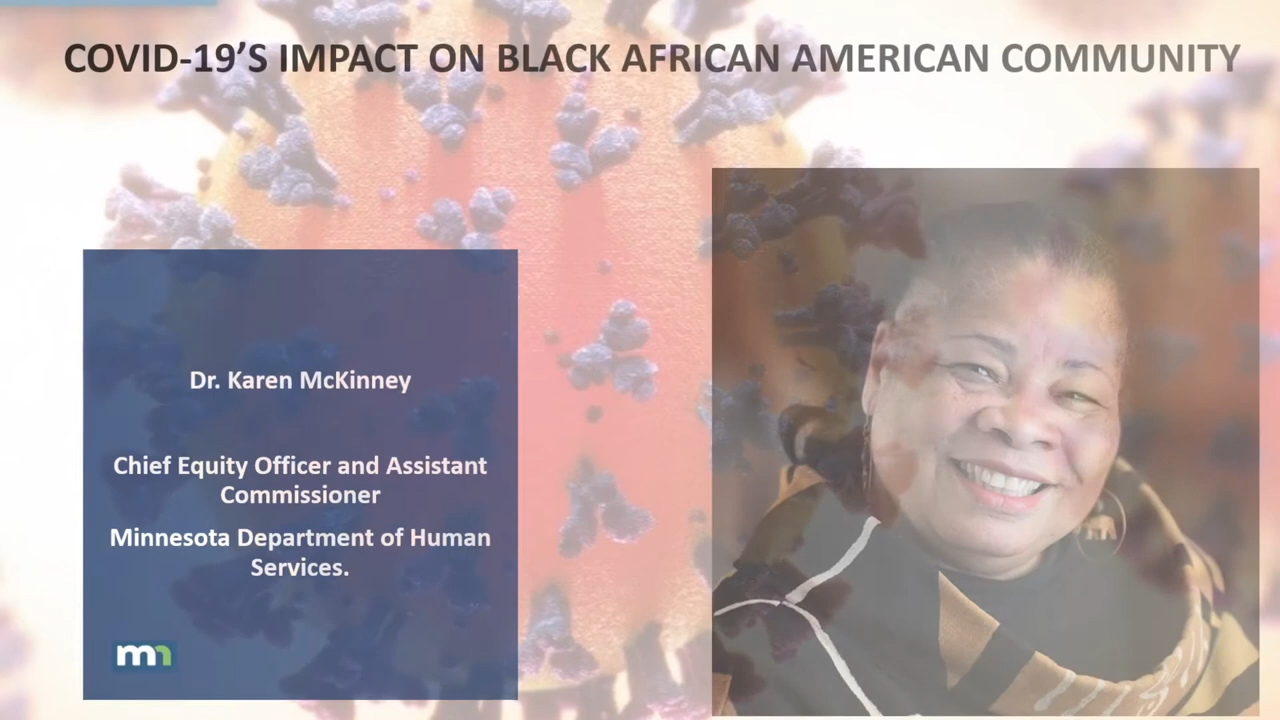 COVID-19’S IMPACT ON BLACK AFRICAN AMERICAN COMMUNITY
Dr. Karen McKinney
Chief Equity Officer and Assistant
Commissioner
Minnesota Department of Human
Services.
mn